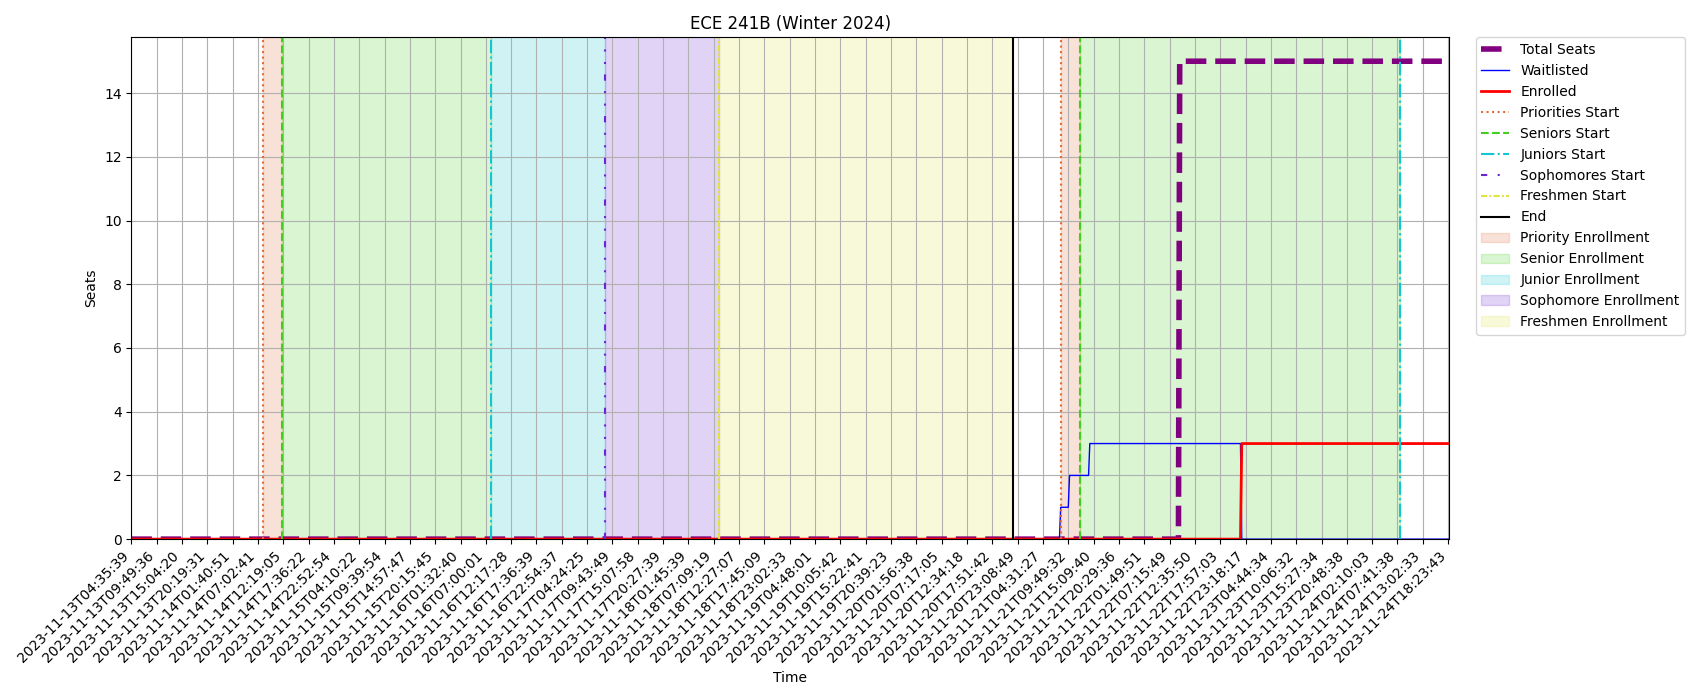 ECE 241B (Winter 2024)
Seats
14
12
10
8
6
4
2
0
2023-11-13T04:35:39
2023-11-13T09:49:36
2023-11-13T15:04:20
2023-11-13T20:19:31
2023-11-14T01:40:51
2023-11-14T07:02:41
2023-11-14T12:19:05
2023-11-14T17:36:22
2023-11-14T22:52:54
2023-11-15T04:10:22
2023-11-15T09:39:54
2023-11-15T14:57:47
2023-11-15T20:15:45
2023-11-16T01:32:40
2023-11-16T07:00:01
2023-11-16T12:17:28
2023-11-16T17:36:39
2023-11-16T22:54:37
2023-11-17T04:24:25
2023-11-17T09:43:49
2023-11-17T15:07:58
2023-11-17T20:27:39
2023-11-18T01:45:39
2023-11-18T07:09:19
2023-11-18T12:27:07
2023-11-18T17:45:09
2023-11-18T23:02:33
2023-11-19T04:48:01
2023-11-19T10:05:42
2023-11-19T15:22:41
2023-11-19T20:39:23
2023-11-20T01:56:38
2023-11-20T07:17:05
2023-11-20T12:34:18
2023-11-20T17:51:42
2023-11-20T23:08:49
2023-11-21T04:31:27
2023-11-21T09:49:32
2023-11-21T15:09:40
2023-11-21T20:29:36
2023-11-22T01:49:51
2023-11-22T07:15:49
2023-11-22T12:35:50
2023-11-22T17:57:03
2023-11-22T23:18:17
2023-11-23T04:44:34
2023-11-23T10:06:32
2023-11-23T15:27:34
2023-11-23T20:48:38
2023-11-24T02:10:03
2023-11-24T07:41:38
2023-11-24T13:02:33
2023-11-24T18:23:43
Time
Total Seats
Waitlisted
Enrolled
Priorities Start
Seniors Start
Juniors Start
Sophomores Start
Freshmen Start
End
Priority Enrollment
Senior Enrollment
Junior Enrollment
Sophomore Enrollment
Freshmen Enrollment